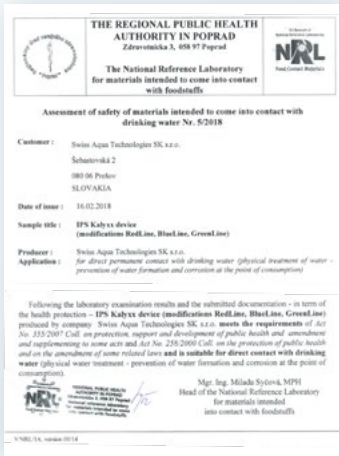 THE REGIONAL PUBLIC HEALTH
AUTHORITY IN POPRAD
Zdravotnícka 3, 058 97 Poprad
The National Reference Laboratory
for materials intended to come into contact
with foodstuffs
NRL
Food Contact Materials
Assessment of safety of materials intended to come into contact with
drinking water Nr. 5/2018
Customer : Swiss Aqua Technologies SK s.r.o.
Šebastovská 2
080 06 Prešov
SLOVAKIA
Date of issue : 16.02.2018
Sample title : IPS Kalyxx device
(modifications RedLine, BlueLine, GreenLine)
Producer : Swiss Aqua Technologies SK s.r.o.
Application : for direct permanent contact with drinking water (physical treatment of water -
prevention of water formation and corrosion at the point of consumption)
Following the laboratory examination results and the submitted documentation - in term of
the health protection – IPS Kalyxx device (modifications RedLine, BlueLine, GreenLine)
produced by company Swiss Aqua Technologies SK s.r.o. meets the requirements of Act
No. 355/2007 Coll. on protection, support and development of public health and amendment
and supplementing to some acts and Act No. 258/2000 Coll. on the protection of public health
and on the amendment of some related laws and is suitable for direct contact with drinking
water (physical water treatment - prevention of water formation and corrosion at the point of
consumption).
Mgr. Ing. Milada Syčová, MPH
Head of the National Reference Laboratory
for materials intended
into contact with foodstuffs
NRL
REGIONAL PUBLIC HEALTH